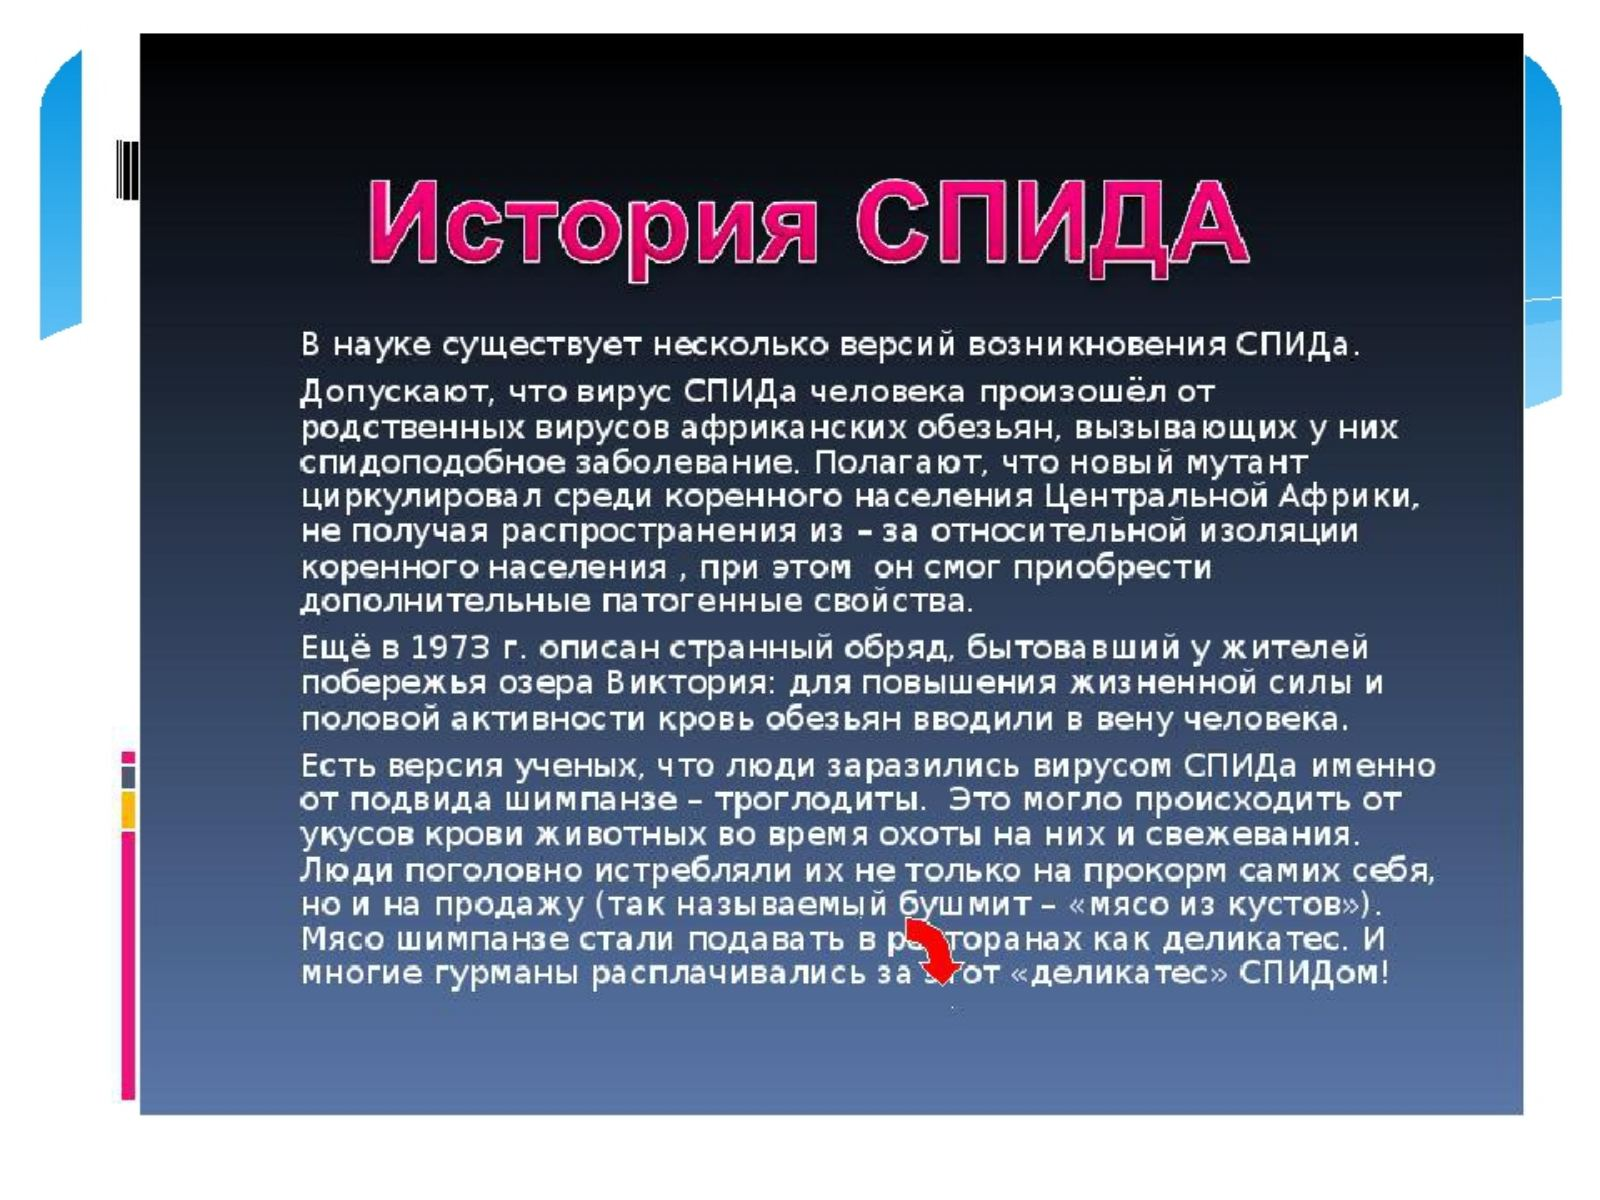 История СПИДА
В науке существует несколько версий возникновения СПИДа.
Допускают, что вирус СПИДа человека произошёл от
родственных вирусов африканских обезьян, вызывающих у них
спидоподобное заболевание. Полагают, что новый мутант
циркулировал среди коренного населения Центральной Африки,
не получая распространения из – за относительной изоляции
коренного населения , при этом он смог приобрести
дополнительные патогенные свойства.
Ещё в 1973 г. описан странный обряд, бытовавший у жителей
побережья озера Виктория: для повышения жизненной силы и
половой активности кровь обезьян вводили в вену человека.
Есть версия ученых, что люди заразились вирусом СПИДа именно
от подвида шимпанзе – троглодиты. Это могло происходить от
укусов крови животных во время охоты на них и свежевания.
Люди поголовно истребляли их не только на прокорм самих себя,
но и на продажу (так называемый бушмит – «мясо из кустов»).
Мясо шимпанзе стали подавать в ресторанах как деликатес. И
многие гурманы расплачивались за этот «деликатес» СПИДом!